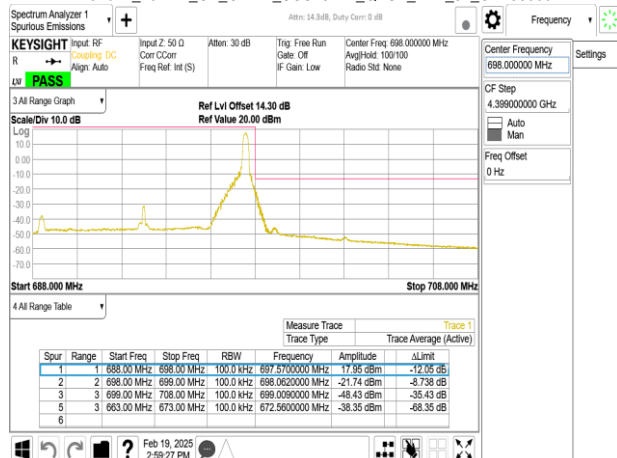 Spectrum Analyzer 1
Spurious Emissions
Attn: 14.3dB, Duty Corr: 0 dB
Frequency
KEYSIGHT Input: RF Input Z: 50 Ω Atten: 30 dB Trig: Free Run Center Freq: 698.000000 MHz
R Coupling: DC Corr CCorr Gate: Off Avg|Hold: 100/100
Align: Auto Freq Ref: Int (S) IF Gain: Low Radio Std: None
LXI PASS
Center Frequency
698.000000 MHz
Settings
CF Step
4.399000000 GHz
Auto
Man
Freq Offset
0 Hz
3 All Range Graph
Ref Lvl Offset 14.30 dB
Scale/Div 10.0 dB Ref Value 20.00 dBm
Log
10.0
0.00
-10.0
-20.0
-30.0
-40.0
-50.0
-60.0
-70.0
Start 688.000 MHz Stop 708.000 MHz
4 All Range Table
Measure Trace Trace 1
Trace Type Trace Average (Active)
Spur Range Start Freq Stop Freq RBW Frequency Amplitude ΔLimit
1 1 688.00 MHz 698.00 MHz 100.0 kHz 697.5700000 MHz 17.95 dBm -12.05 dB
2 2 698.00 MHz 699.00 MHz 100.0 kHz 698.0620000 MHz -21.74 dBm -8.738 dB
3 3 699.00 MHz 708.00 MHz 100.0 kHz 699.0090000 MHz -48.43 dBm -35.43 dB
5 3 663.00 MHz 673.00 MHz 100.0 kHz 672.5600000 MHz -38.35 dBm -68.35 dB
6
?
Feb 19, 2025
2:59:27 PM